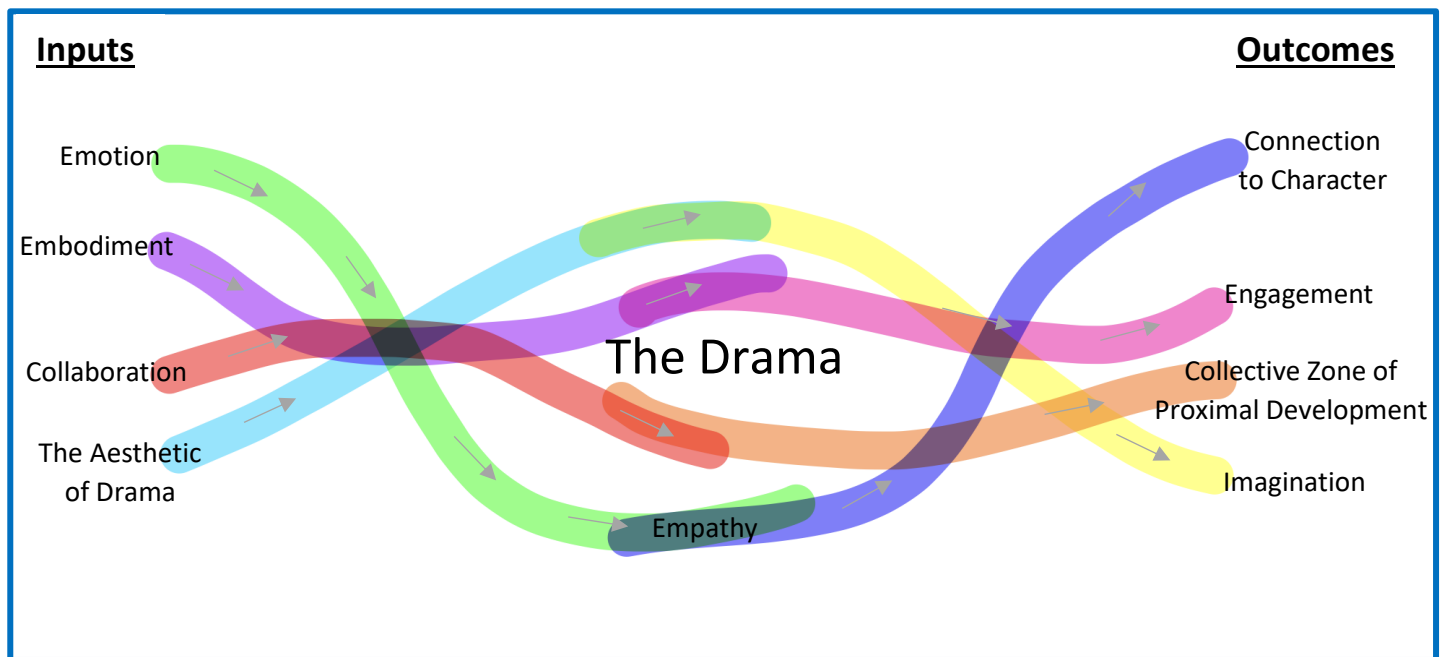 Inputs
Outcomes
Emotion
Embodiment
Collaboration
The Aesthetic
of Drama
The Drama
Empathy
Connection
to Character
Engagement
Collective Zone of
Proximal Development
Imagination